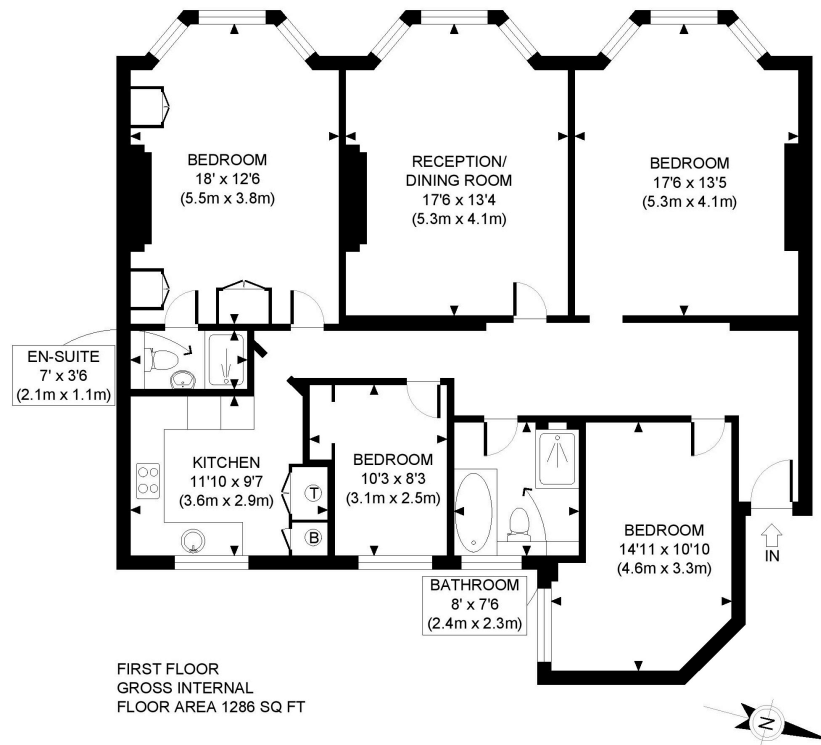 BEDROOM
18' x 12'6
(5.5m x 3.8m)
RECEPTION/
DINING ROOM
17'6 x 13'4
(5.3m x 4.1m)
BEDROOM
17'6 x 13'5
(5.3m x 4.1m)
EN-SUITE
7' x 3'6
(2.1m x 1.1m)
KITCHEN
11'10 x 9'7
(3.6m x 2.9m)
T
B
BEDROOM
10'3 x 8'3
(3.1m x 2.5m)
BATHROOM
8' x 7'6
(2.4m x 2.3m)
BEDROOM
14'11 x 10'10
(4.6m x 3.3m)
IN
FIRST FLOOR
GROSS INTERNAL
FLOOR AREA 1286 SQ FT
N